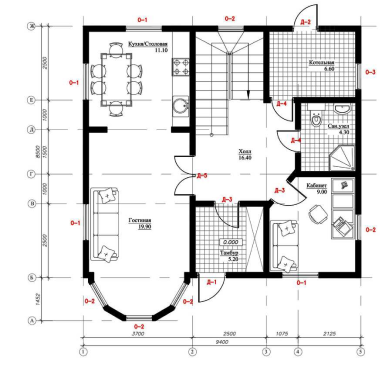 О-1
О-2
Д-2
Ж
Кухня/Столовая
11.10
Котельная
6.60
О-1
О-3
2500
Е
Д-4
1000
Сан.узел
4.30
Д
Д-4
8500
1500
Холл
16.40
Г
Д-5
Кабинет
9.00
1000
Д-3
Д-3
В
Гостиная
19.90
О-1
О-2
0.000
Тамбур
5.20
2500
Б
Д-1
О-1
О-2
О-2
1452
О-2
А
3700
2500
1075
2125
9400
1
2
3
4
5